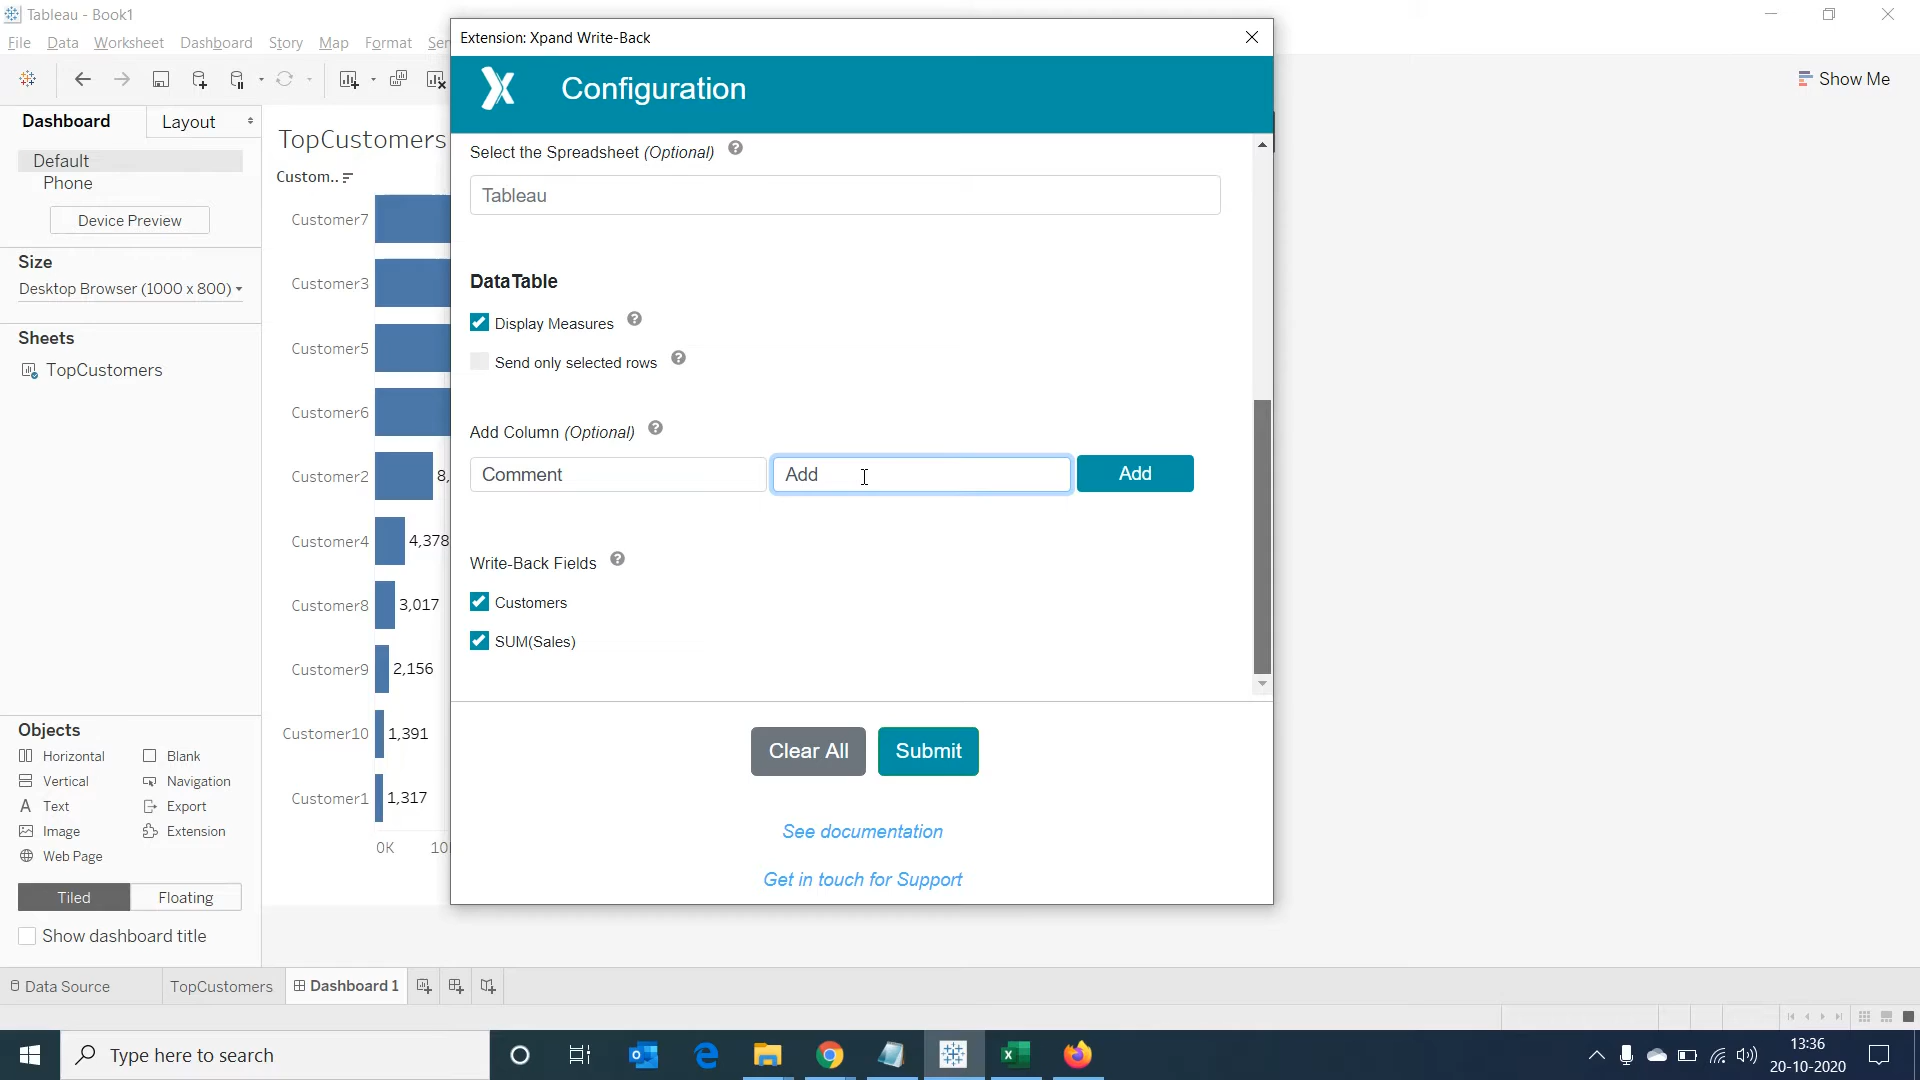 Tableau - Book1
File Data Worksheet Dashboard Story Map Format Ser
Show Me
Dashboard
Layout
Default
Phone
Device Preview
Size
Desktop Browser (1000 x 800)
Sheets
TopCustomers
Objects
Horizontal
Blank
Vertical
Navigation
Text
Export
Image
Extension
Web Page
Tiled
Floating
Show dashboard title
TopCustomers
Custom..
Customer7
Customer3
Customer5
Customer6
Customer2 8,
Customer4 4,378
Customer8 3,017
Customer9 2,156
Customer10 1,391
Customer1 1,317
0K 10
Extension: Xpand Write-Back
Configuration
Select the Spreadsheet (Optional)
Tableau
DataTable
Display Measures
Send only selected rows
Add Column (Optional)
Comment
Add
Add
Write-Back Fields
Customers
SUM(Sales)
Clear All
Submit
See documentation
Get in touch for Support
Data Source
TopCustomers
Dashboard 1
Type here to search
13:36
20-10-2020